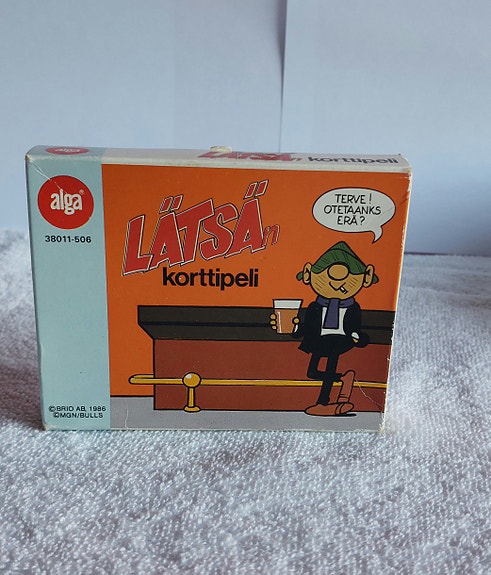 LÄTSÄn korttipeli
alga®
38011-506
LÄTSÄn
korttipeli
TERVE!
OTETAANKS
ERÄ?
©BRIO AB, 1986
©MGN/BULLS